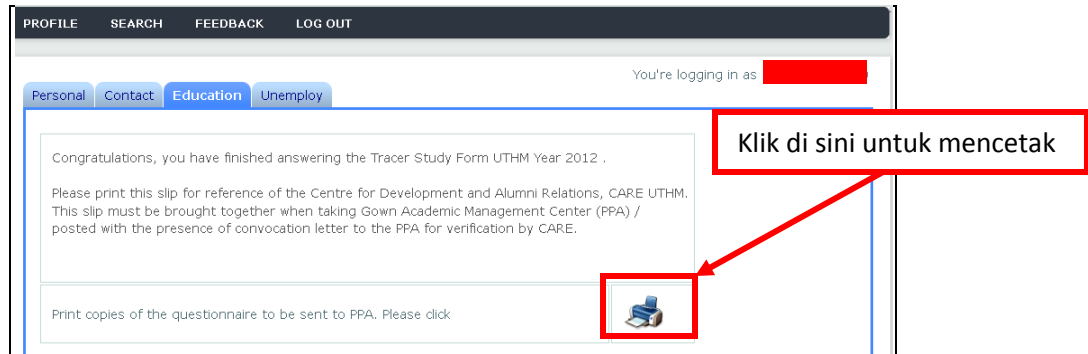 PROFILE SEARCH FEEDBACK LOG OUT
You're logging in as
Personal Contact Education Unemploy
Klik di sini untuk mencetak
Congratulations, you have finished answering the Tracer Study Form UTHM Year 2012 .
Please print this slip for reference of the Centre for Development and Alumni Relations, CARE UTHM.
This slip must be brought together when taking Gown Academic Management Center (PPA) /
posted with the presence of convocation letter to the PPA for verification by CARE.
Print copies of the questionnaire to be sent to PPA. Please click